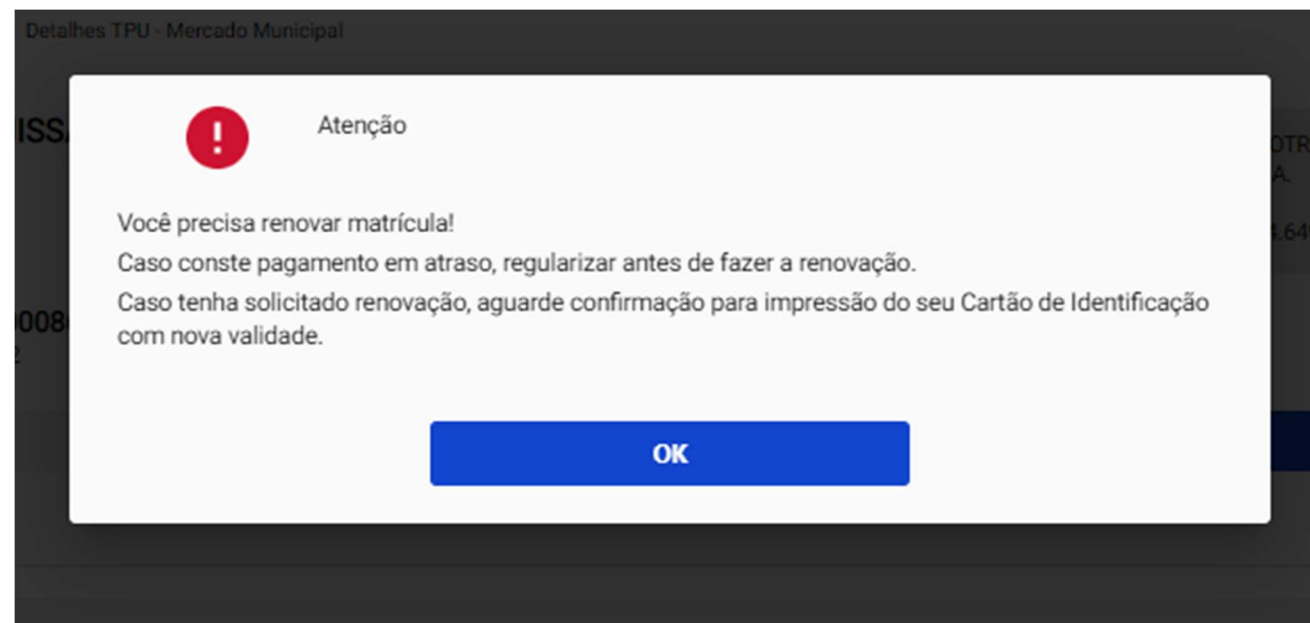 Detalhes TPU - Mercado Municipal
Atenção
Você precisa renovar matrícula!
Caso conste pagamento em atraso, regularizar antes de fazer a renovação.
Caso tenha solicitado renovação, aguarde confirmação para impressão do seu Cartão de Identificação
com nova validade.
OK